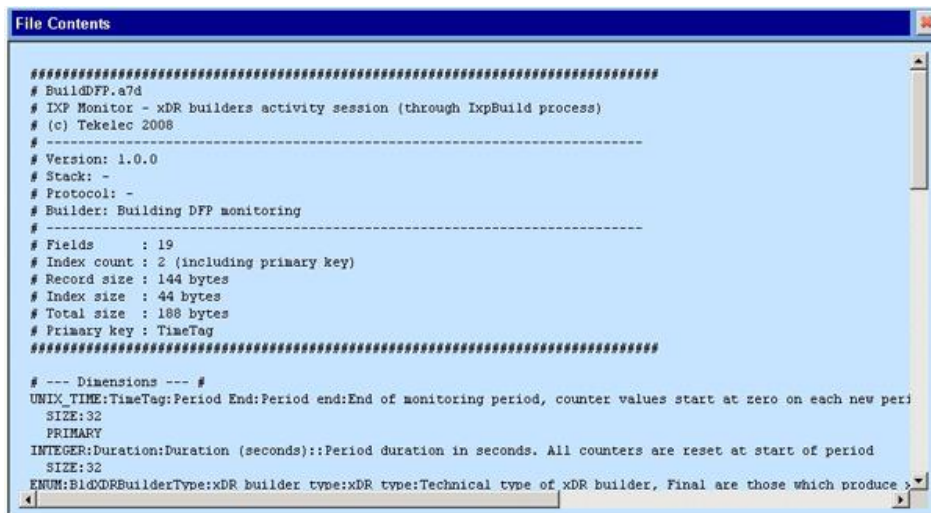 File Contents
###############################################################################
# BuildDFP.a7d
# IXP Monitor - xDR builders activity session (through IxpBuild process)
# (c) Tekelec 2008
# ---------------------------------------------------------------------------
# Version: 1.0.0
# Stack: -
# Protocol: -
# Builder: Building DFP monitoring
# ---------------------------------------------------------------------------
# Fields      : 19
# Index count : 2 (including primary key)
# Record size : 144 bytes
# Index size  : 44 bytes
# Total size  : 188 bytes
# Primary key : TimeTag
###############################################################################
# --- Dimensions --- #
UNIX_TIME:TimeTag:Period End:Period end:End of monitoring period, counter values start at zero on each new peri
SIZE:32
PRIMARY
INTEGER:Duration:Duration (seconds)::Period duration in seconds. All counters are reset at start of period
SIZE:32
ENUM:BldXDRBuilderType:xDR builder type:xDR type:Technical type of xDR builder, Final are those which produce